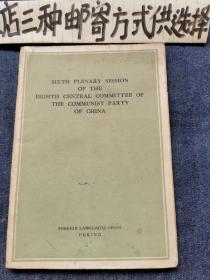 店三种邮寄方式供选择
SIXTH PLENARY SESSION
OF THE
EIGHTH CENTRAL COMMITTEE OF
THE COMMUNIST PARTY
OF CHINA
FOREIGN LANGUAGES PRESS
PEKING